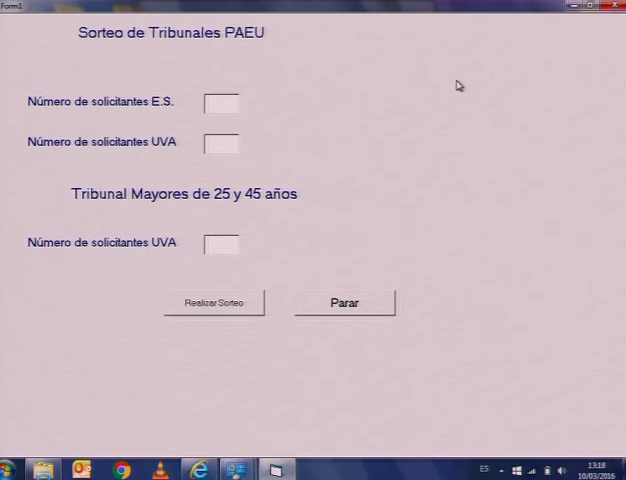 Form1
Sorteo de Tribunales PAEU
Número de solicitantes E.S.
Número de solicitantes UVA
Tribunal Mayores de 25 y 45 años
Número de solicitantes UVA
Realizar Sorteo
Parar
ES
13:18
10/03/2016